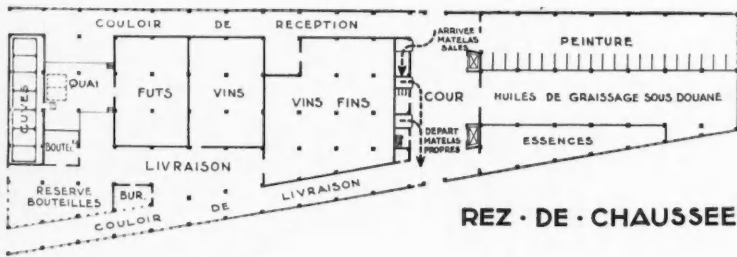 COULOIR DE RECEPTION
ARRIVÉE
MATELAS
SALES
PEINTURE
QUAI
CUVES
FUTS
VINS
VINS FINS
COUR
HUILES DE GRAISSAGE SOUS DOUANE
BOUTEL.
DEPART
MATELAS
PROPRES
ESSENCES
LIVRAISON
RESERVE
BOUTEILLES
BUR.
COULOIR DE LIVRAISON
REZ·DE·CHAUSSEE